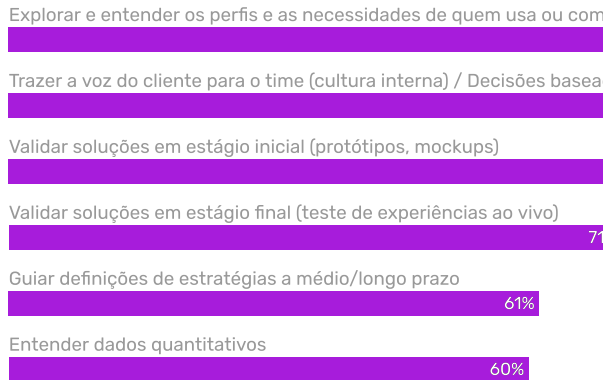 Explorar e entender os perfis e as necessidades de quem usa ou com
Trazer a voz do cliente para o time (cultura interna) / Decisões basea
Validar soluções em estágio inicial (protótipos, mockups)
Validar soluções em estágio final (teste de experiências ao vivo)
71
Guiar definições de estratégias a médio/longo prazo
61%
Entender dados quantitativos
60%